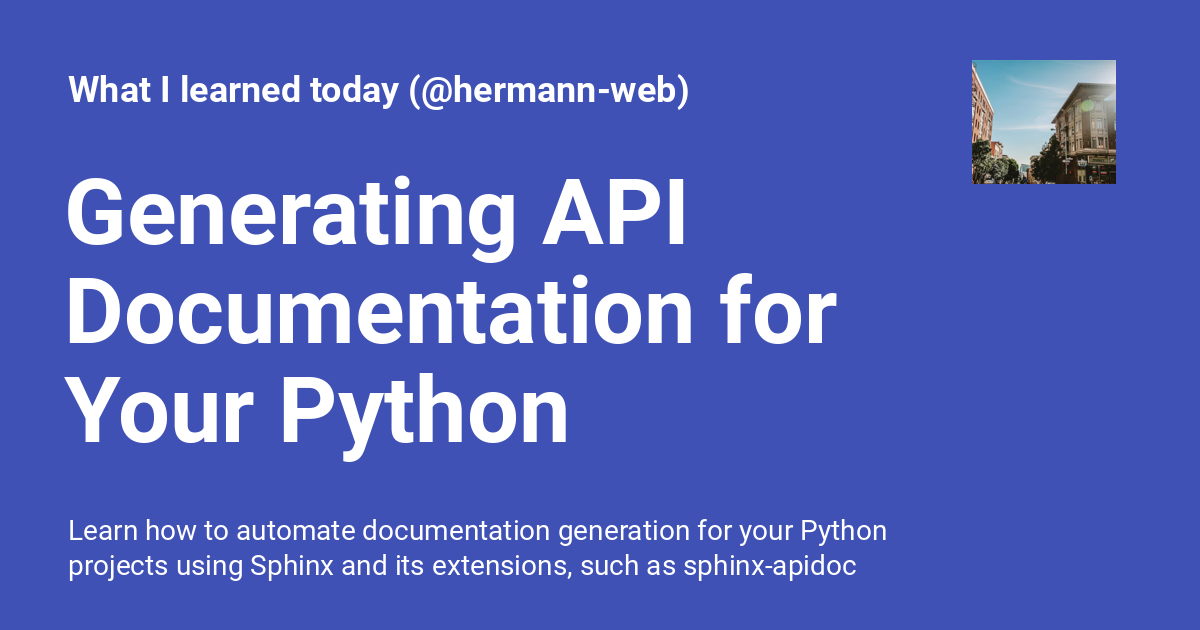 What I learned today (@hermann-web)
Generating API
Documentation for
Your Python
Learn how to automate documentation generation for your Python
projects using Sphinx and its extensions, such as sphinx-apidoc